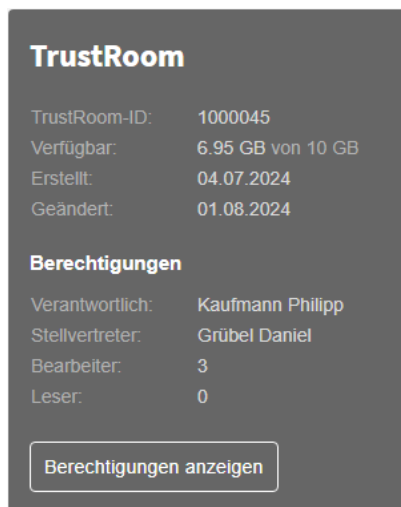 TrustRoom
TrustRoom-ID: 1000045
Verfügbar: 6.95 GB von 10 GB
Erstellt: 04.07.2024
Geändert: 01.08.2024
Berechtigungen
Verantwortlich: Kaufmann Philipp
Stellvertreter: Grübel Daniel
Bearbeiter: 3
Leser: 0
Berechtigungen anzeigen